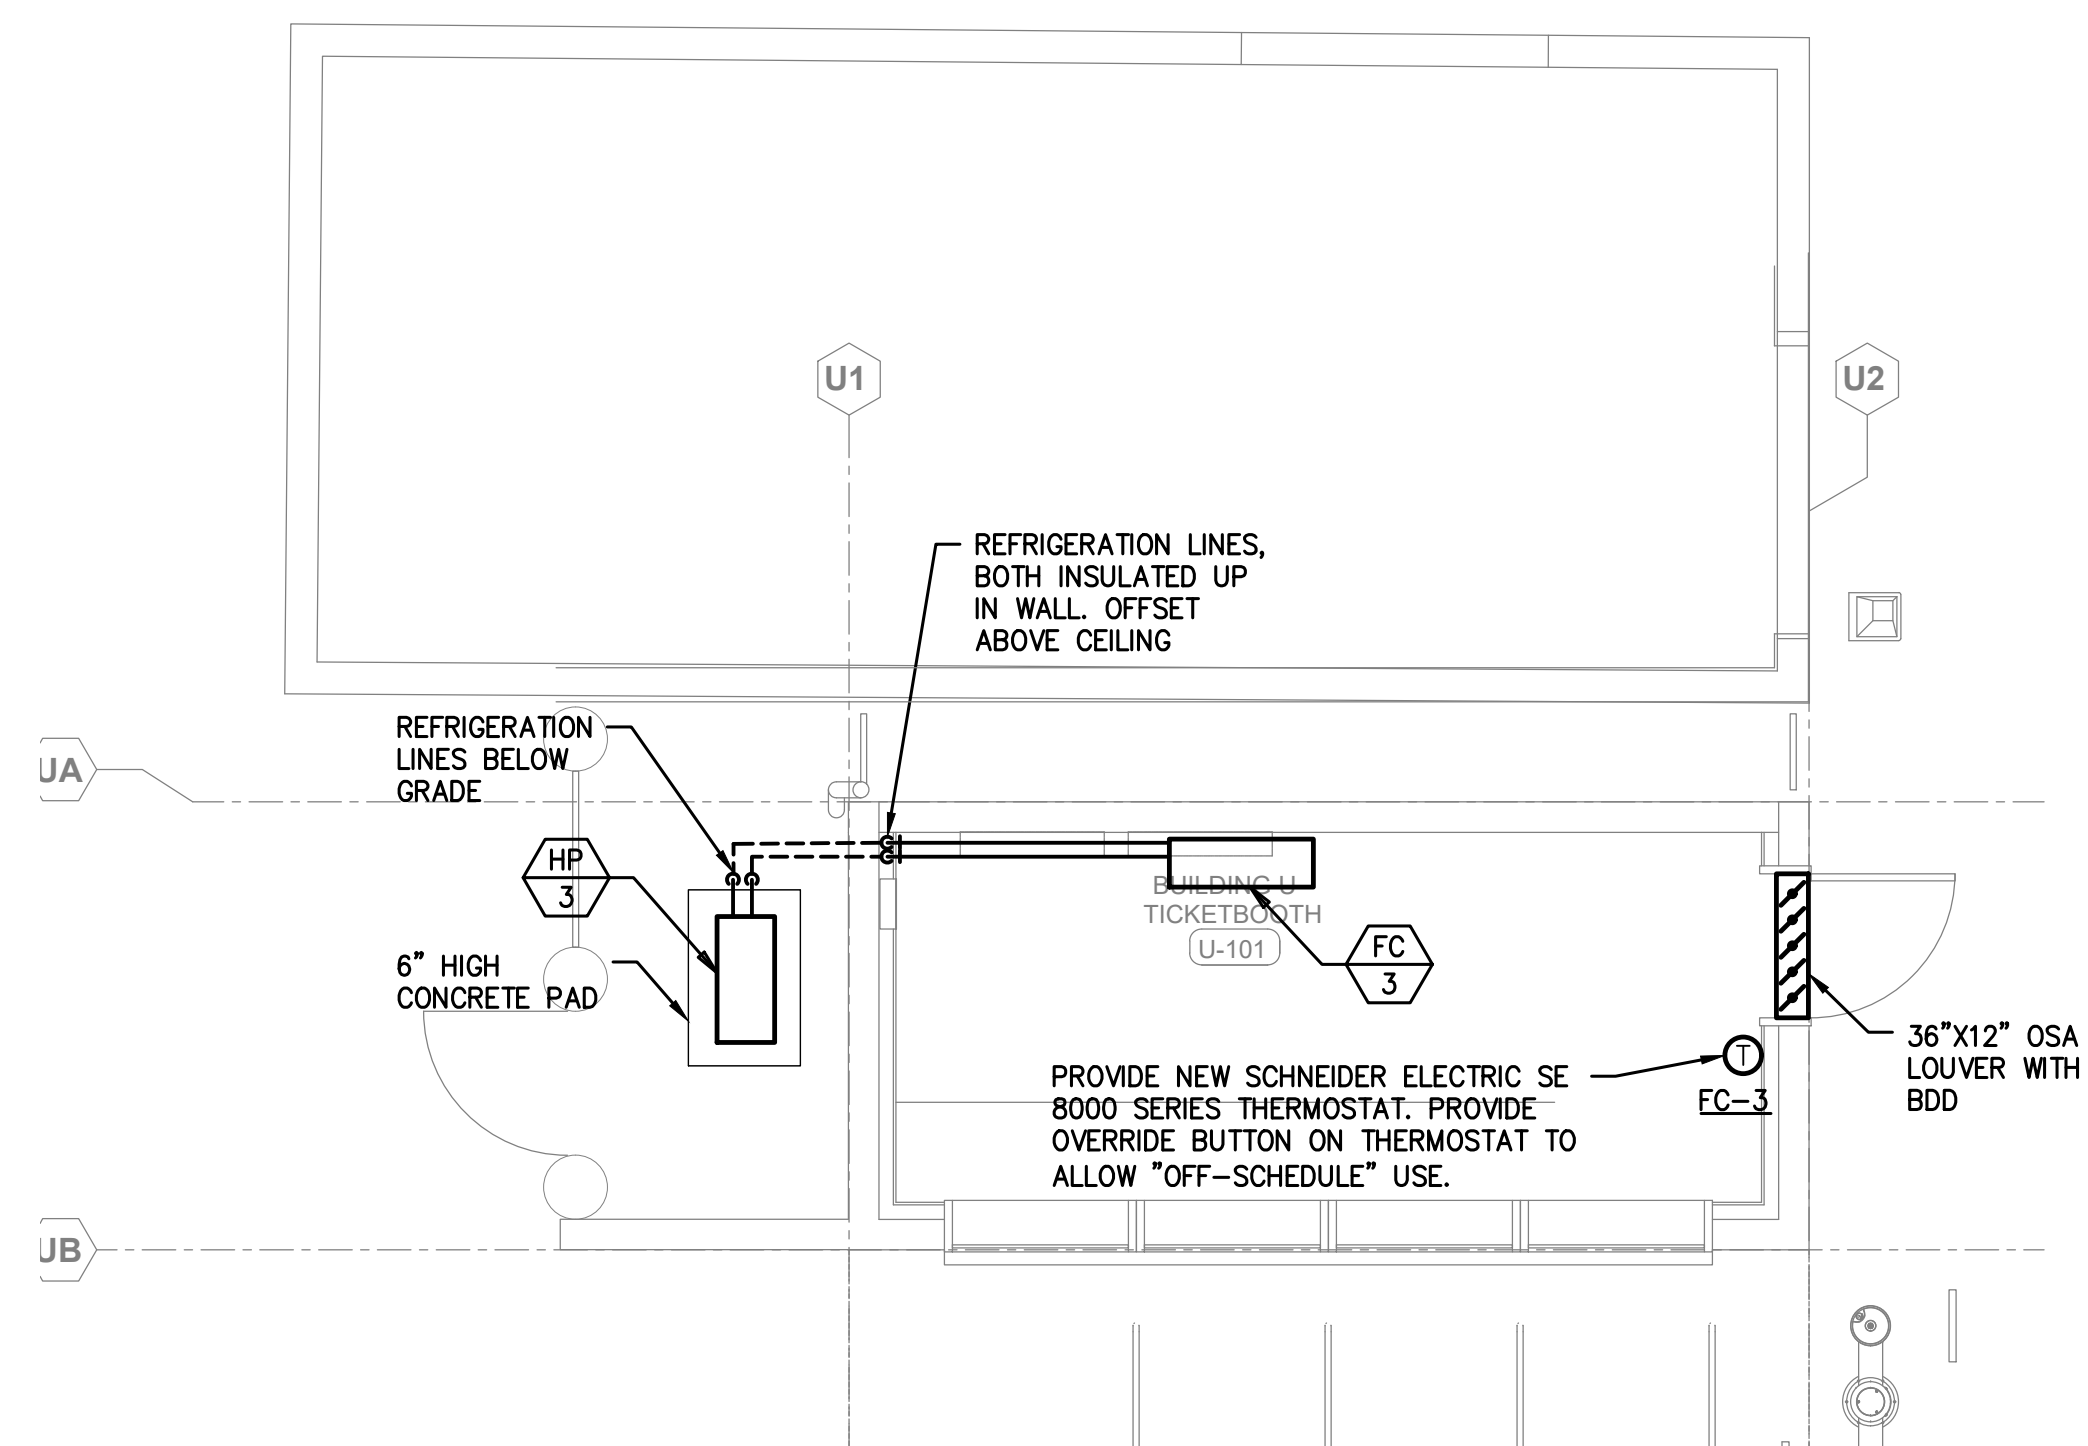 U1
U2
REFRIGERATION LINES,
BOTH INSULATED UP
IN WALL. OFFSET
ABOVE CEILING
REFRIGERATION
LINES BELOW
GRADE
UA
HP
3
6" HIGH
CONCRETE PAD
BUILDING U
TICKETBOOTH
U-101
FC
3
36"X12" OSA
LOUVER WITH
BDD
T
FC-3
PROVIDE NEW SCHNEIDER ELECTRIC SE
8000 SERIES THERMOSTAT. PROVIDE
OVERRIDE BUTTON ON THERMOSTAT TO
ALLOW "OFF-SCHEDULE" USE.
UB